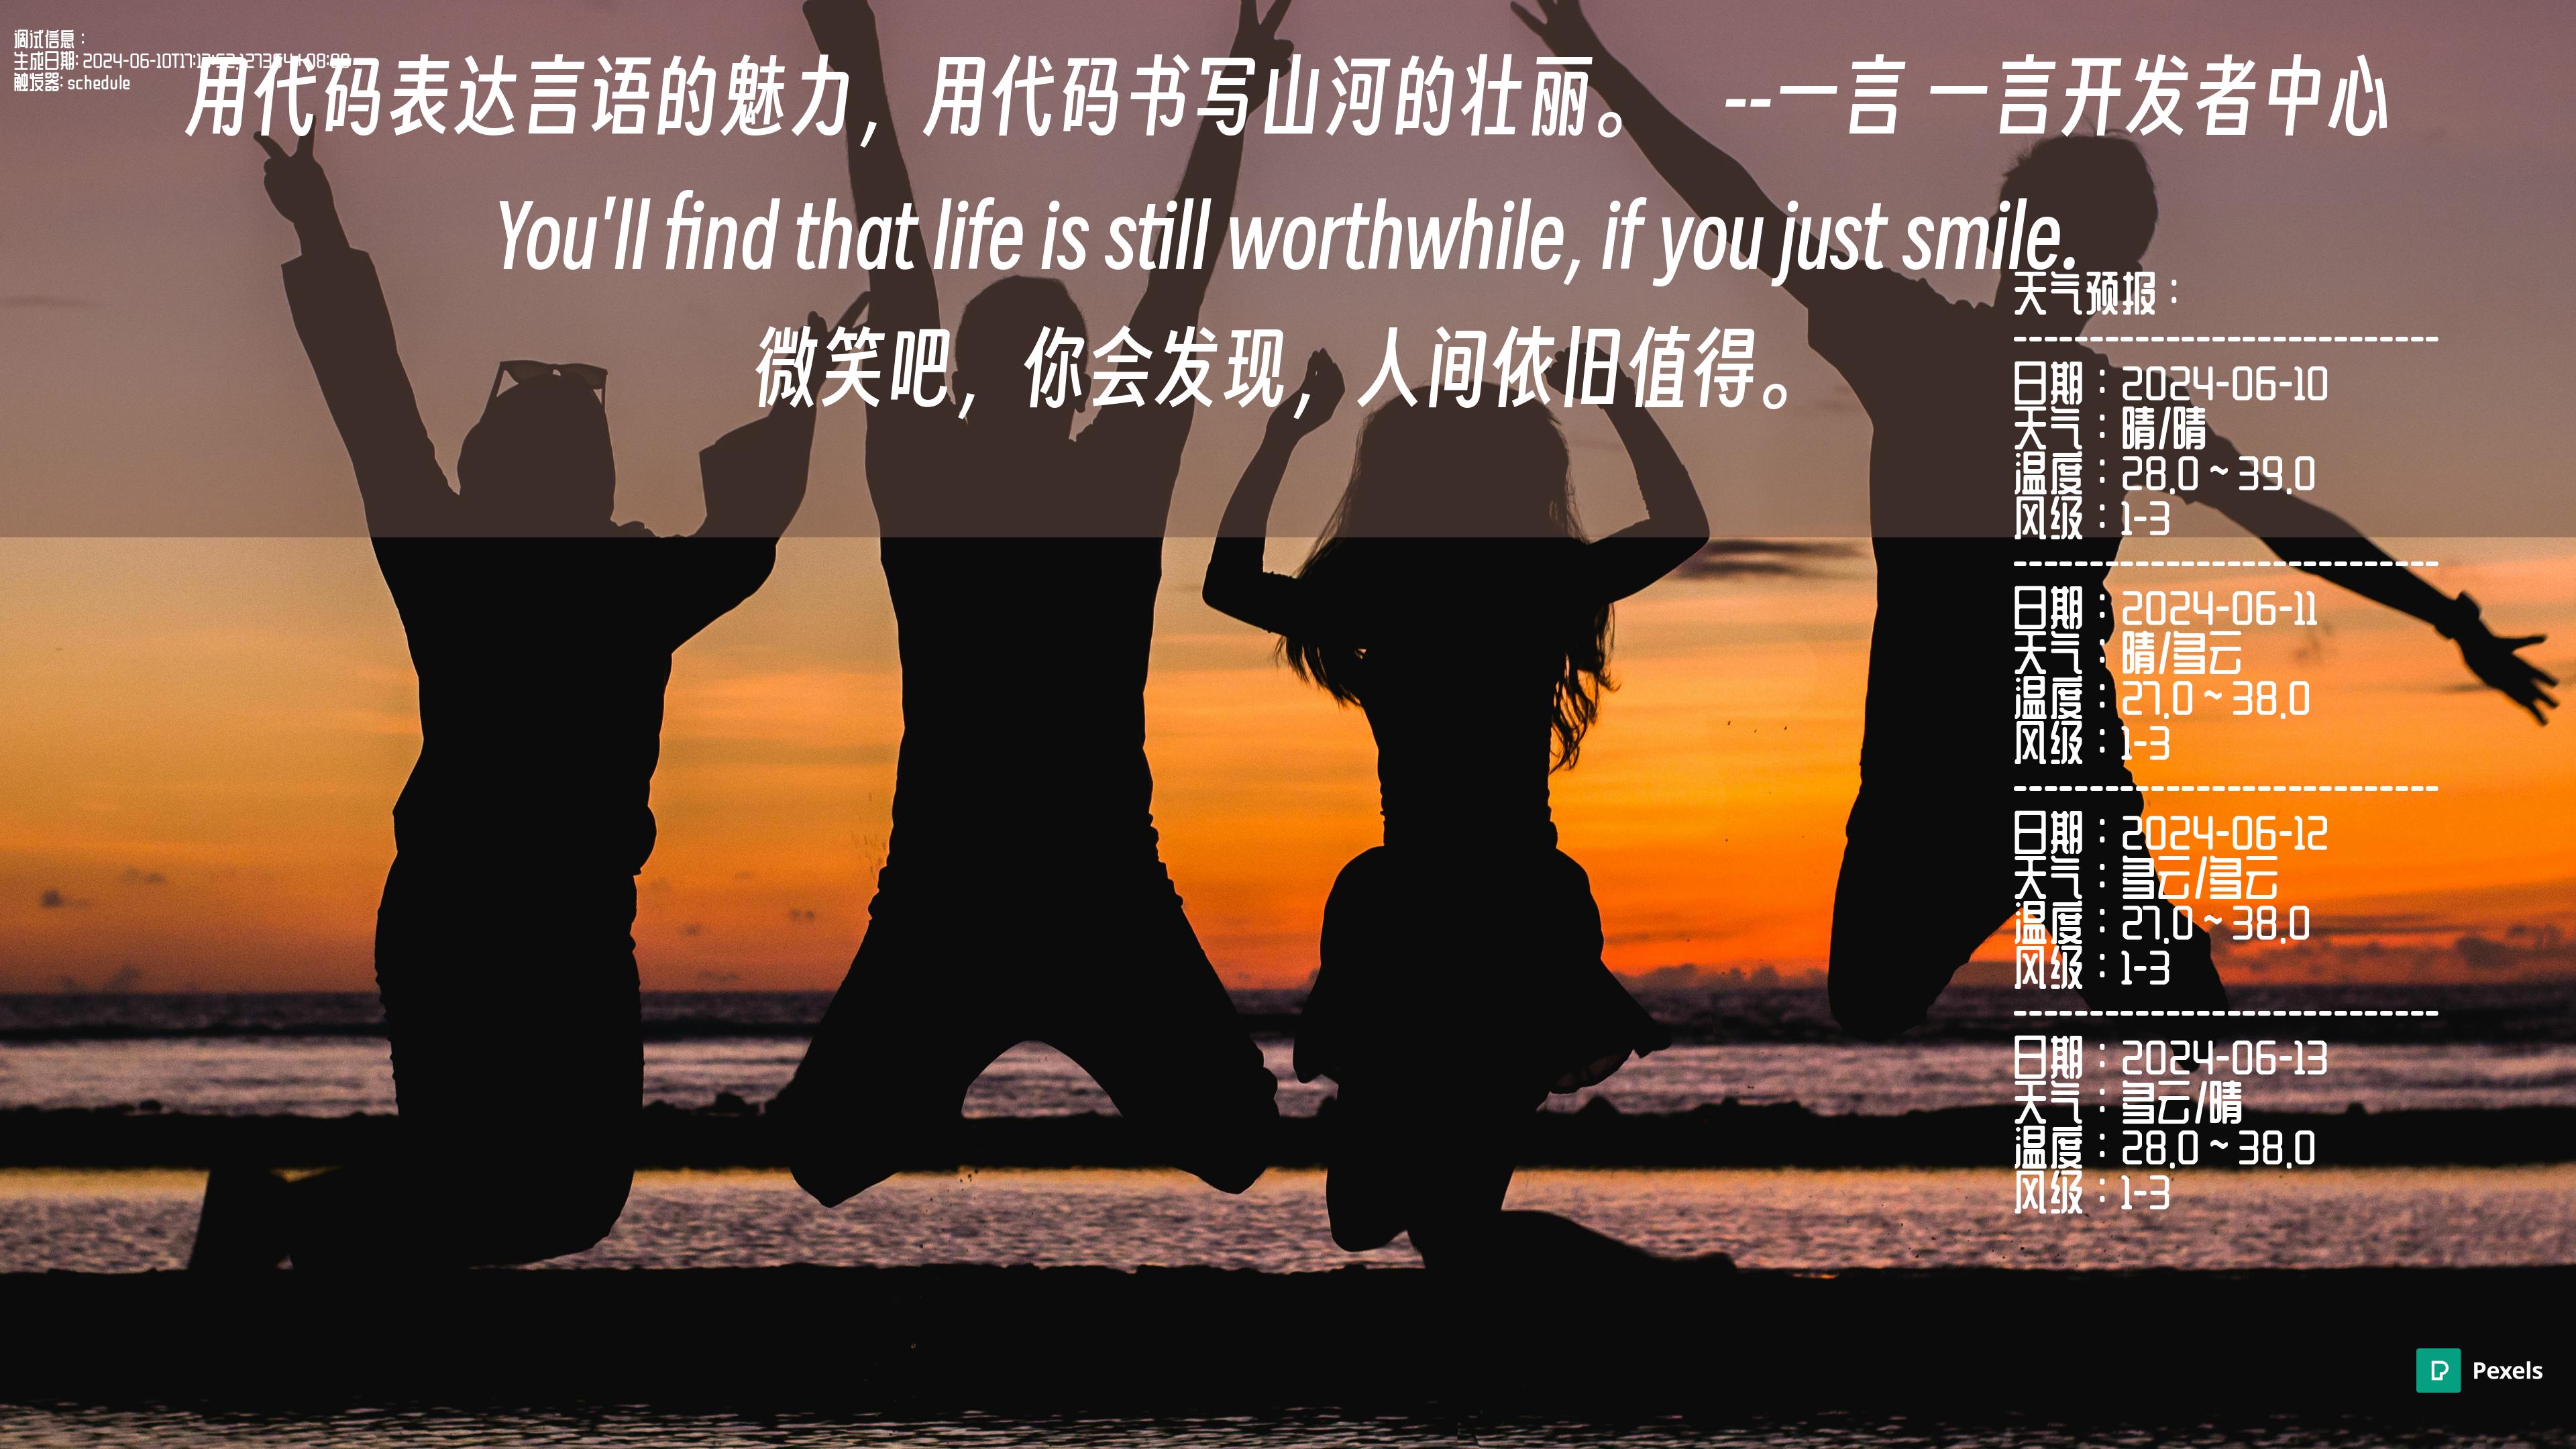 调试信息：
生成日期: 2024-06-10T17:
触发器: schedule
用代码表达言语的魅力，用代码书写山河的壮丽。 --一言 一言开发者中心
You'll find that life is still worthwhile, if you just smile.
微笑吧，你会发现，人间依旧值得。
天气预报：
----------------------------
日期：2024-06-10
天气：晴/晴
温度：28.0 ~ 39.0
风级：1-3
----------------------------
日期：2024-06-11
天气：晴/多云
温度：27.0 ~ 38.0
风级：1-3
----------------------------
日期：2024-06-12
天气：多云/多云
温度：27.0 ~ 38.0
风级：1-3
----------------------------
日期：2024-06-13
天气：多云/晴
温度：28.0 ~ 38.0
风级：1-3
Pexels